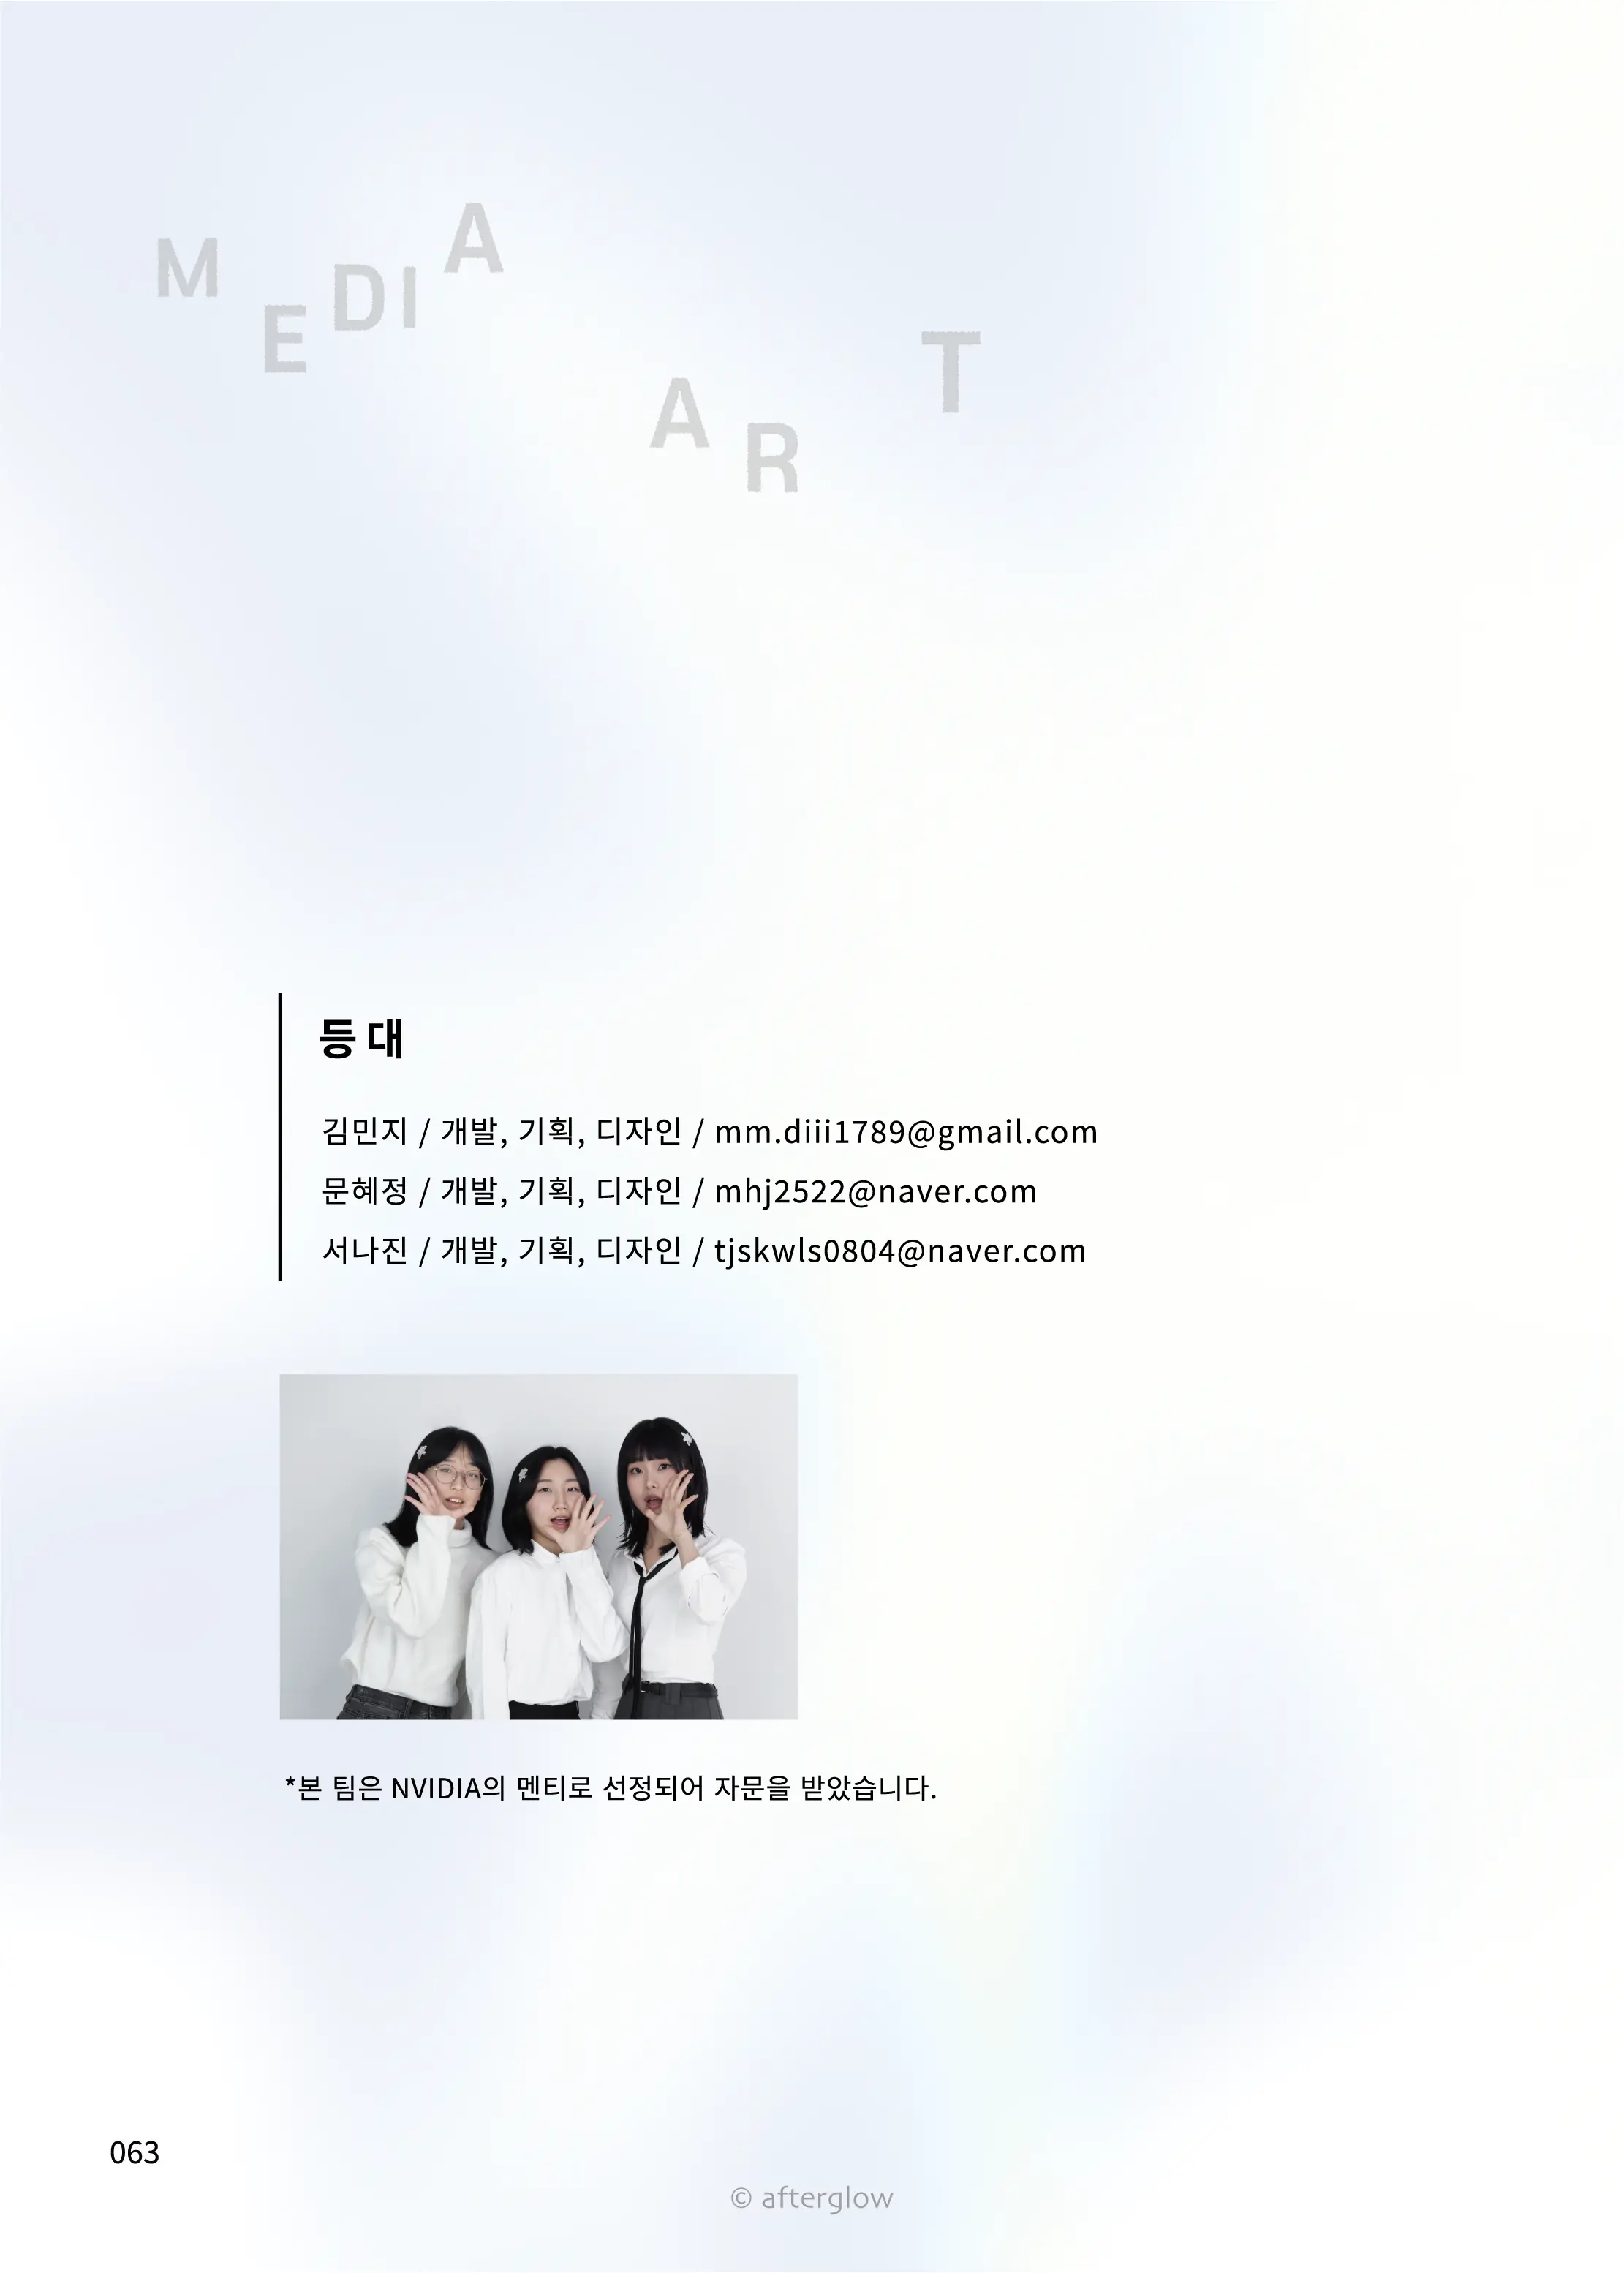 MEDIA
ART
등대
김민지 / 개발, 기획, 디자인 / mm.diii1789@gmail.com
문혜정 / 개발, 기획, 디자인 / mhj2522@naver.com
서나진 / 개발, 기획, 디자인 / tjskwls0804@naver.com
*본 팀은 NVIDIA의 멘티로 선정되어 자문을 받았습니다.
063
© afterglow